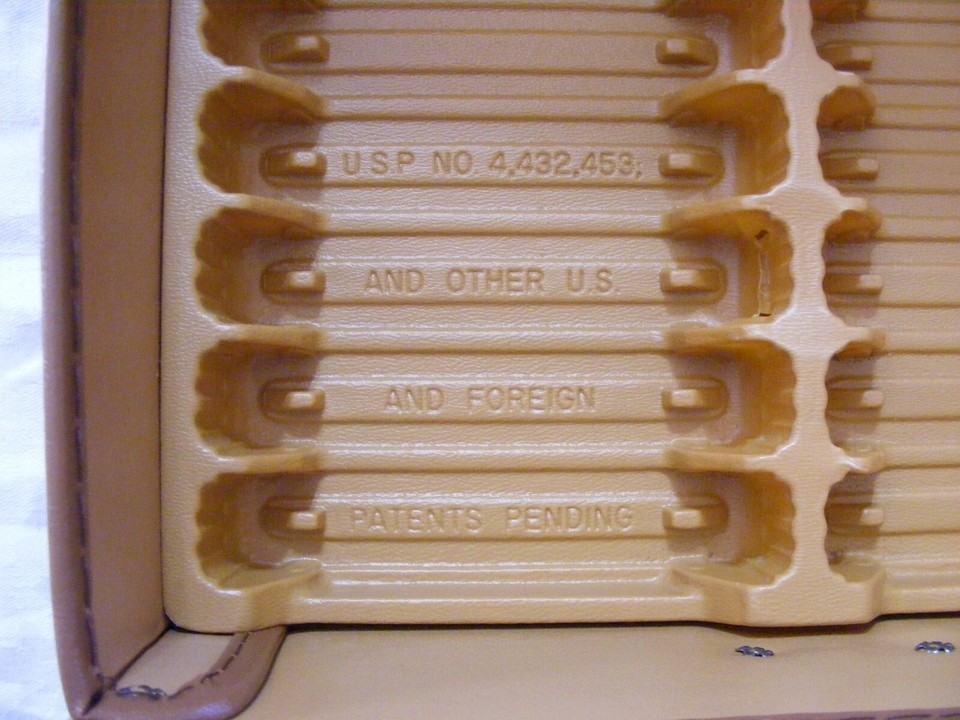 U.S.P NO. 4,432,453;
AND OTHER U.S.
AND FOREIGN
PATENTS PENDING